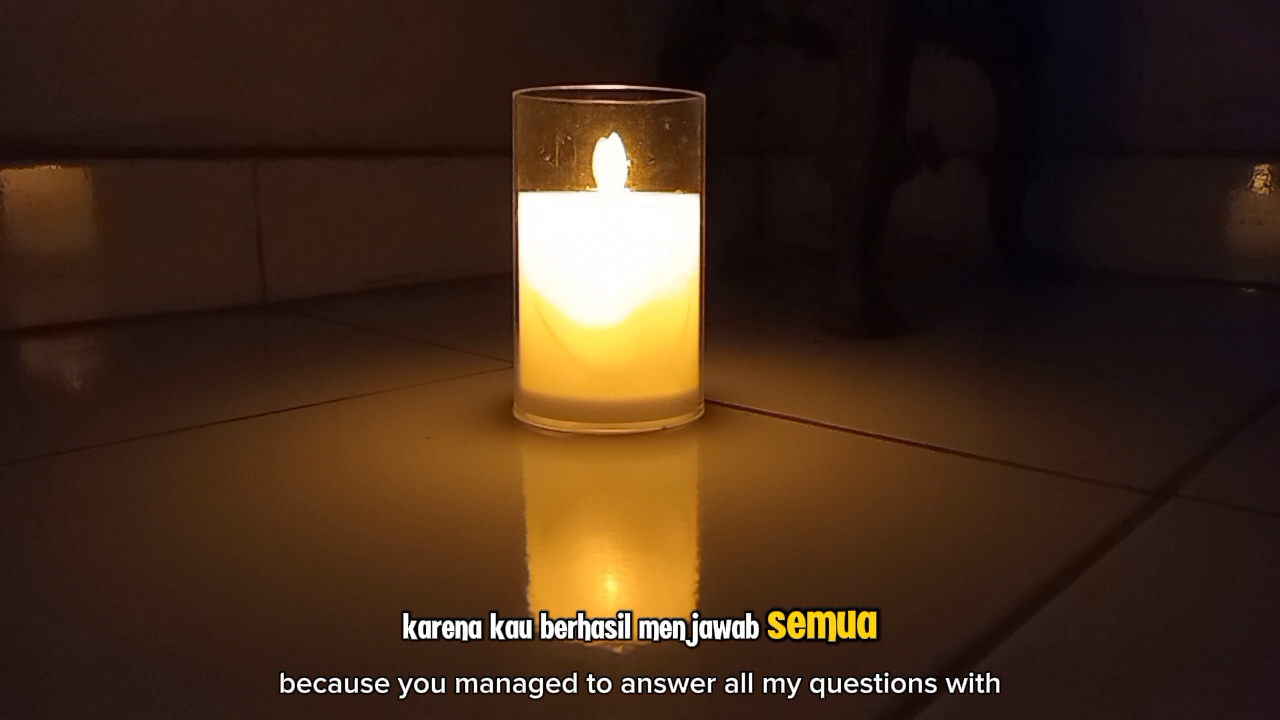 karena kau berhasil menjawab semua
because you managed to answer all my questions with